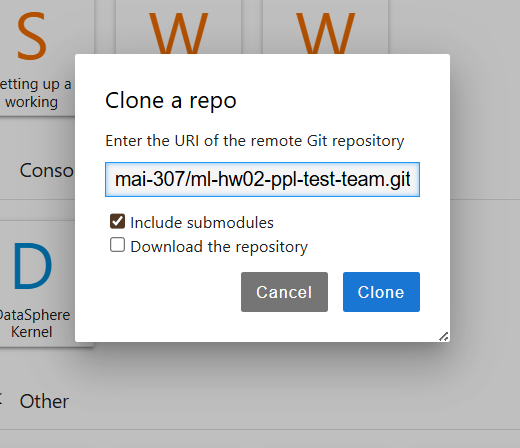 S
W
W
etting up a
working
Conso
D
DataSphere
Kernel
Other
Clone a repo
Enter the URI of the remote Git repository
mai-307/ml-hw02-ppl-test-team.git
Include submodules
Download the repository
Cancel
Clone